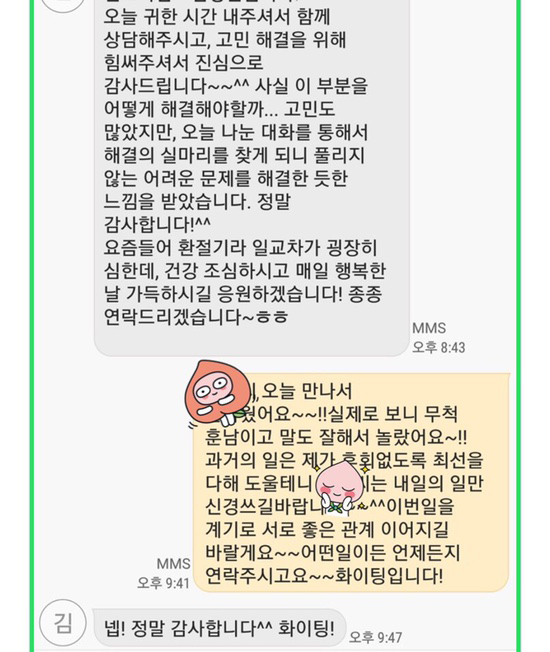 오늘 귀한 시간 내주셔서 함께
상담해주시고, 고민 해결을 위해
힘써주셔서 진심으로
감사드립니다~~^^ 사실 이 부분을
어떻게 해결해야할까... 고민도
많았지만, 오늘 나눈 대화를 통해서
해결의 실마리를 찾게 되니 풀리지
않는 어려운 문제를 해결한 듯한
느낌을 받았습니다. 정말
감사합니다!^^
요즘들어 환절기라 일교차가 굉장히
심한데, 건강 조심하시고 매일 행복한
날 가득하시길 응원하겠습니다! 종종
연락드리겠습니다~ㅎㅎ
MMS
오후 8:43
오늘 만나서
실제로 보니 무척
훈남이고 말도 잘해서 놀랐어요~!!
과거의 일은 제가 후회없도록 최선을
다해 도울테니 내일의 일만
신경쓰길 ^^이번일을
계기로 서로 좋은 관계 이어지길
바랄게요~~어떤일이든 언제든지
연락주시고요~~화이팅입니다!
MMS
오후 9:41
김
넵! 정말 감사합니다^^ 화이팅!
오후 9:47